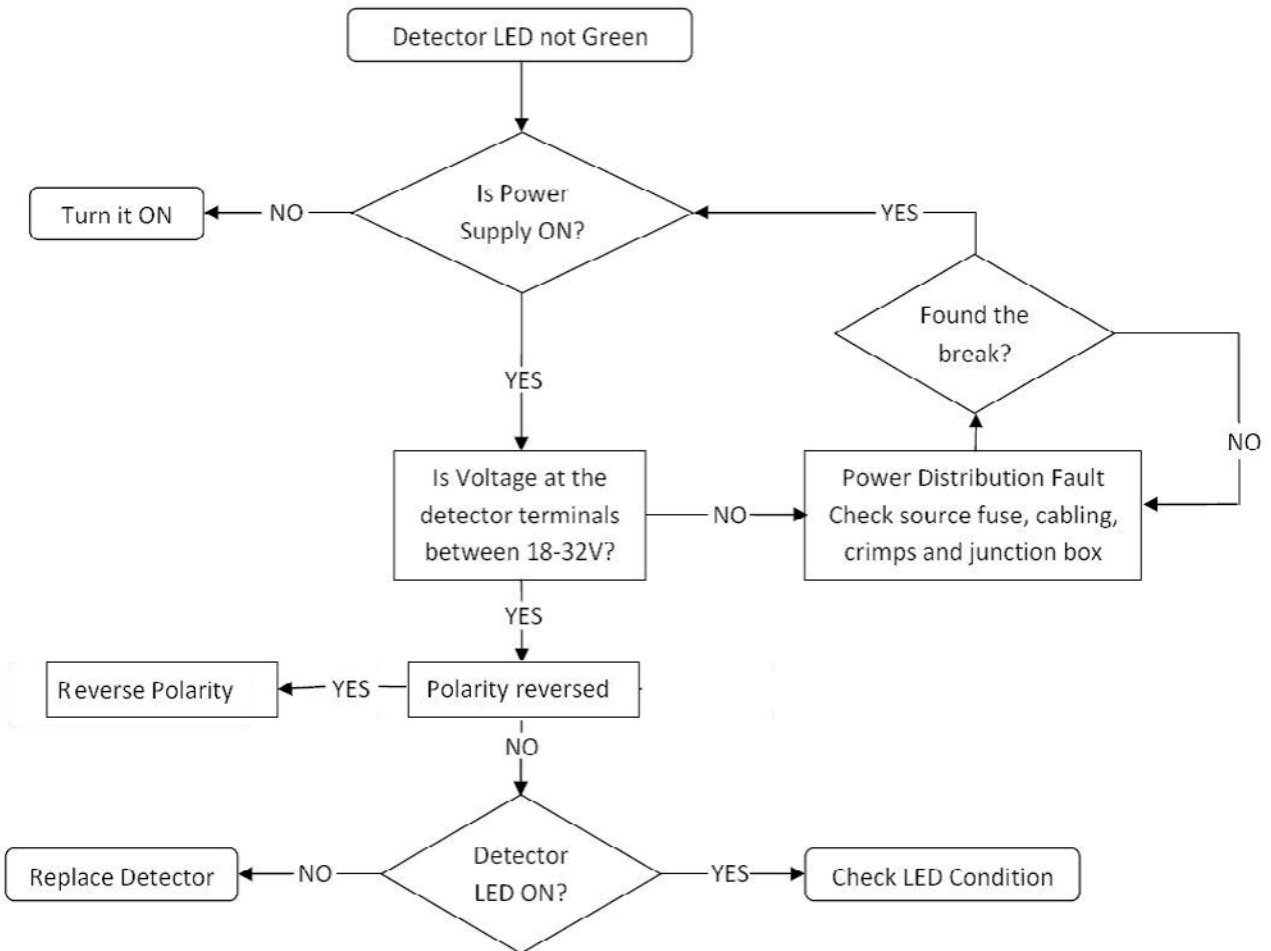 Detector LED not Green
Is Power
Supply ON?
NO
Turn it ON
YES
Found the
break?
YES
NO
Is Voltage at the
detector terminals
between 18-32V?
NO
Power Distribution Fault
Check source fuse, cabling,
crimps and junction box
YES
Polarity reversed
YES
Reverse Polarity
NO
Detector
LED ON?
NO
Replace Detector
YES
Check LED Condition